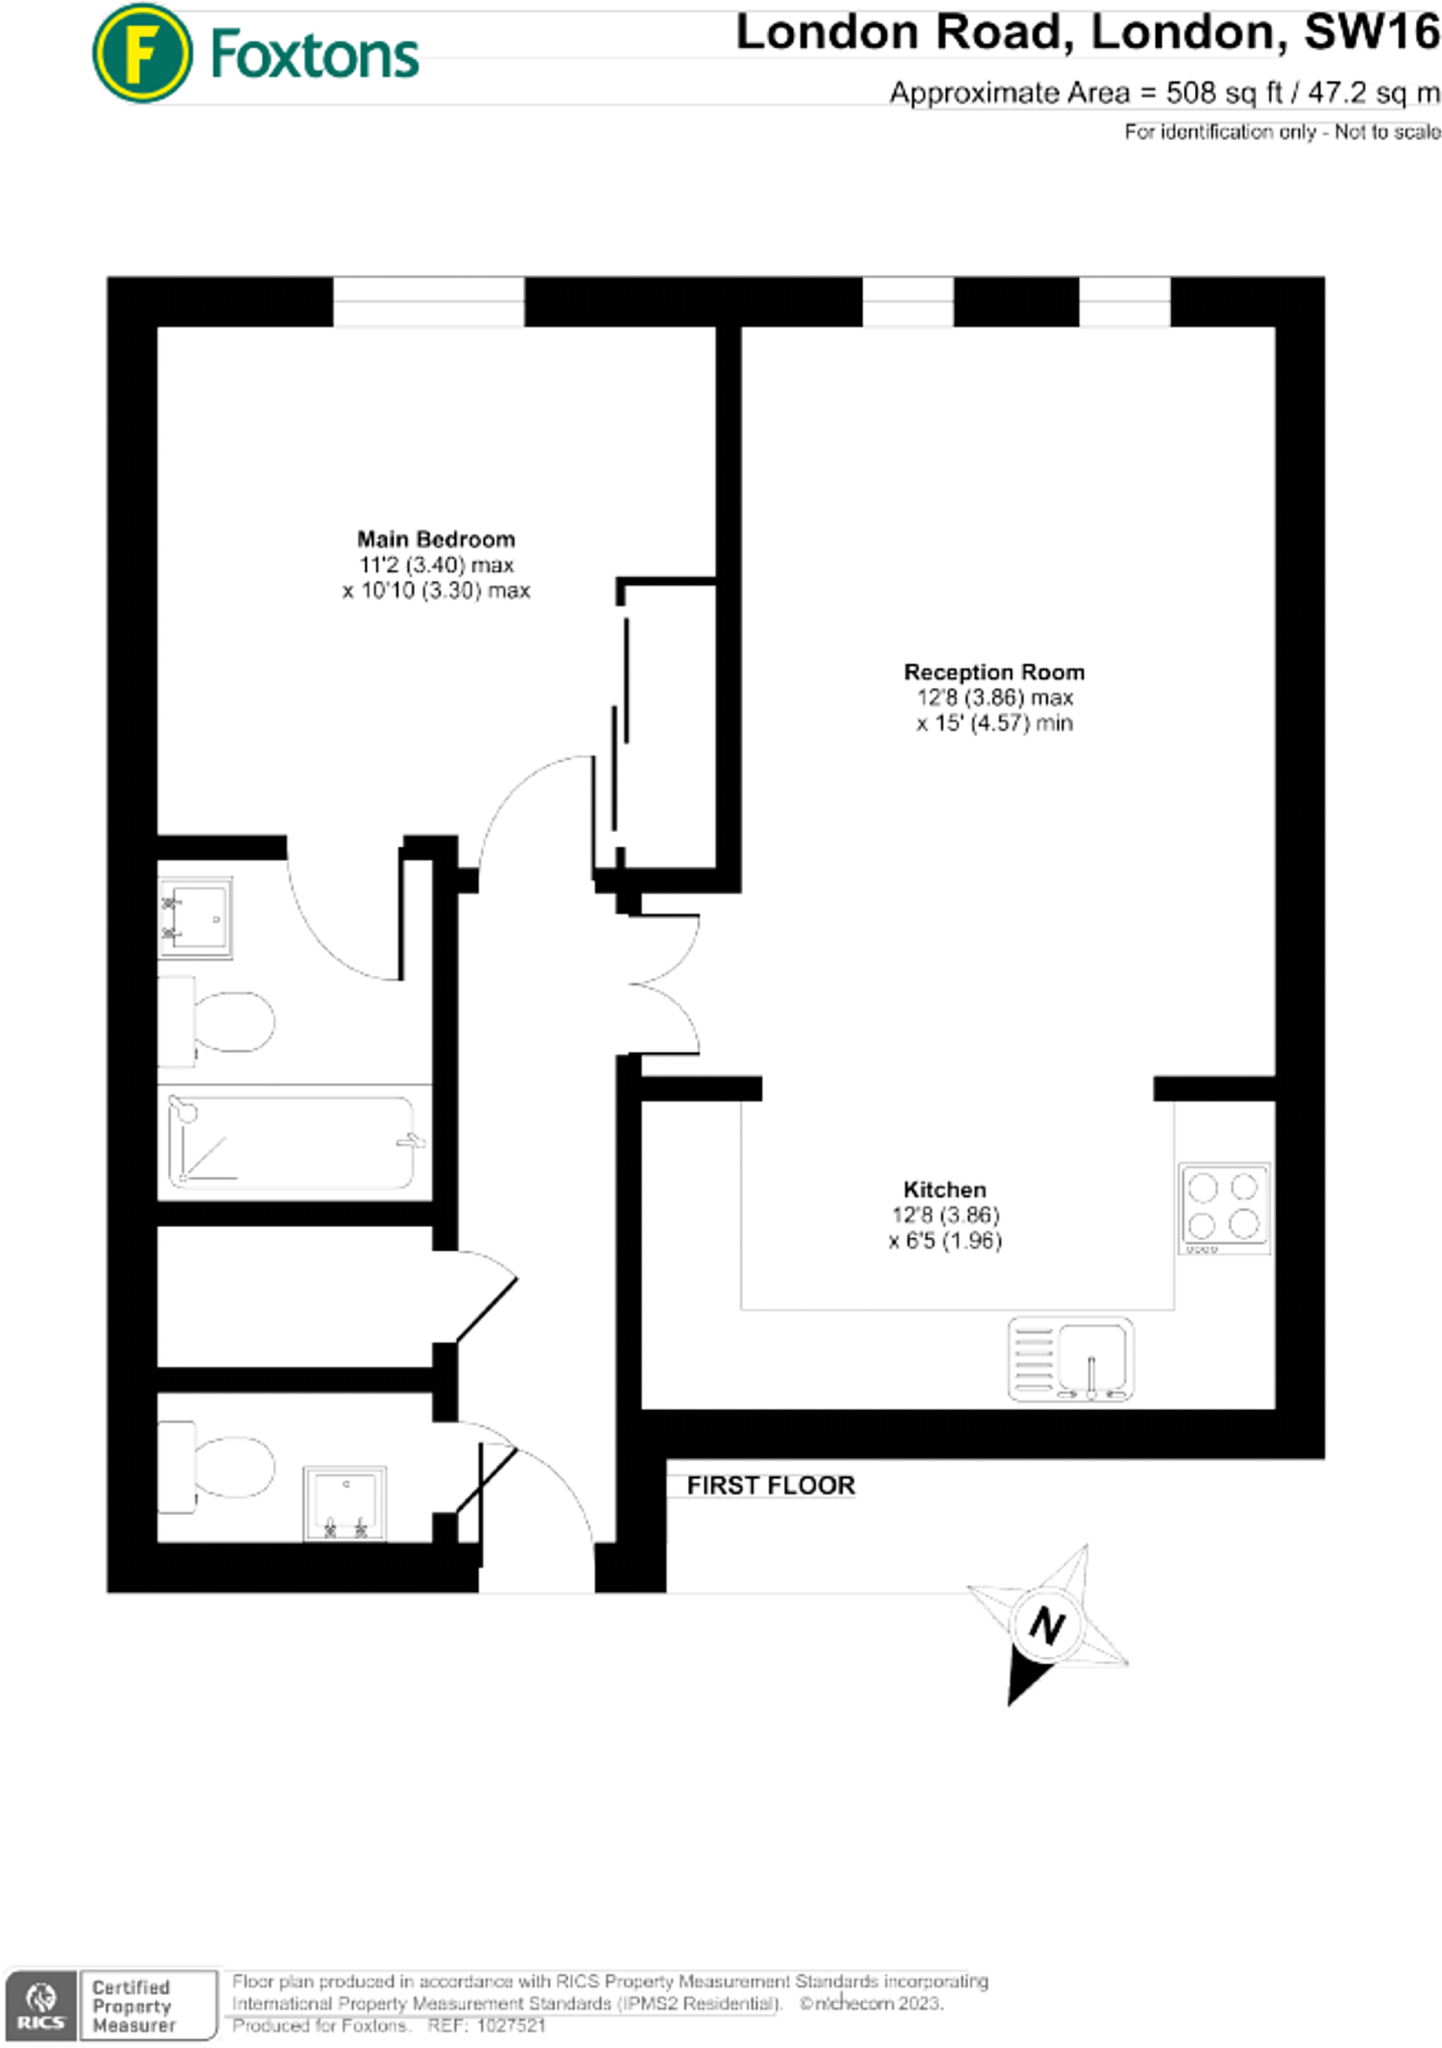 F Foxtons
London Road, London, SW16
Approximate Area = 508 sq ft / 47.2 sq m
For identification only - Not to scale
Main Bedroom
11'2 (3.40) max
x 10'10 (3.30) max
Reception Room
12'8 (3.86) max
x 15' (4.57) min
Kitchen
12'8 (3.86)
x 6'5 (1.96)
FIRST FLOOR
N
RICS
Certified
Property
Measurer
Floor plan produced in accordance with RICS Property Measurement Standards incorporating
International Property Measurement Standards (IPMS2 Residential). ©nichecom 2023.
Produced for Foxtons. REF: 1027521